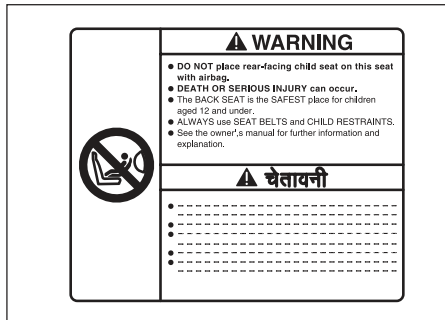 ⚠ WARNING
● DO NOT place rear-facing child seat on this seat
with airbag.
● DEATH OR SERIOUS INJURY can occur.
● The BACK SEAT is the SAFEST place for children
aged 12 and under.
● ALWAYS use SEAT BELTS and CHILD RESTRAINTS.
● See the owner',s manual for further information and
explanation.
⚠ चेतावनी